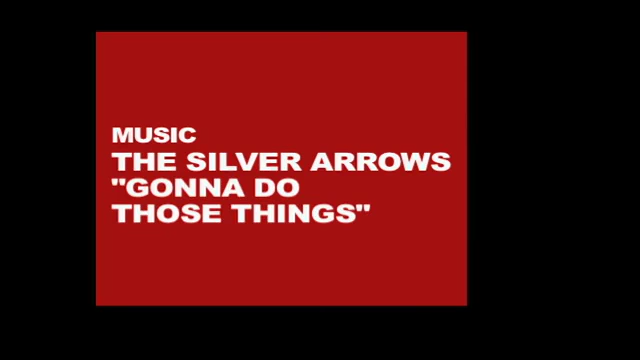 MUSIC
THE SILVER ARROWS
"GONNA DO
THOSE THINGS"